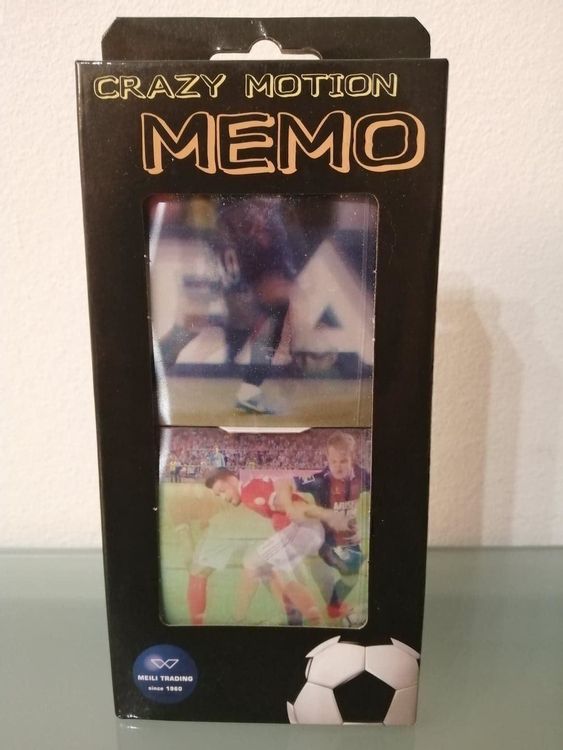 CRAZY MOTION
MEMO
MEILI TRADING
since 1960